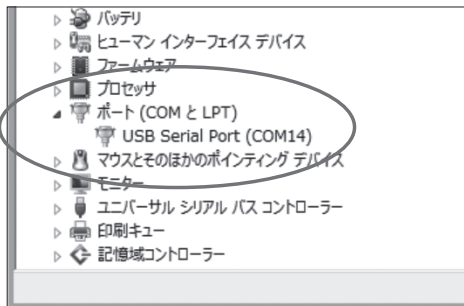 バッテリ
ヒューマン インターフェイス デバイス
ファームウェア
プロセッサ
ポート (COM と LPT)
USB Serial Port (COM14)
マウスとそのほかのポインティング デバイス
モニター
ユニバーサル シリアル バス コントローラー
印刷キュー
記憶域コントローラー